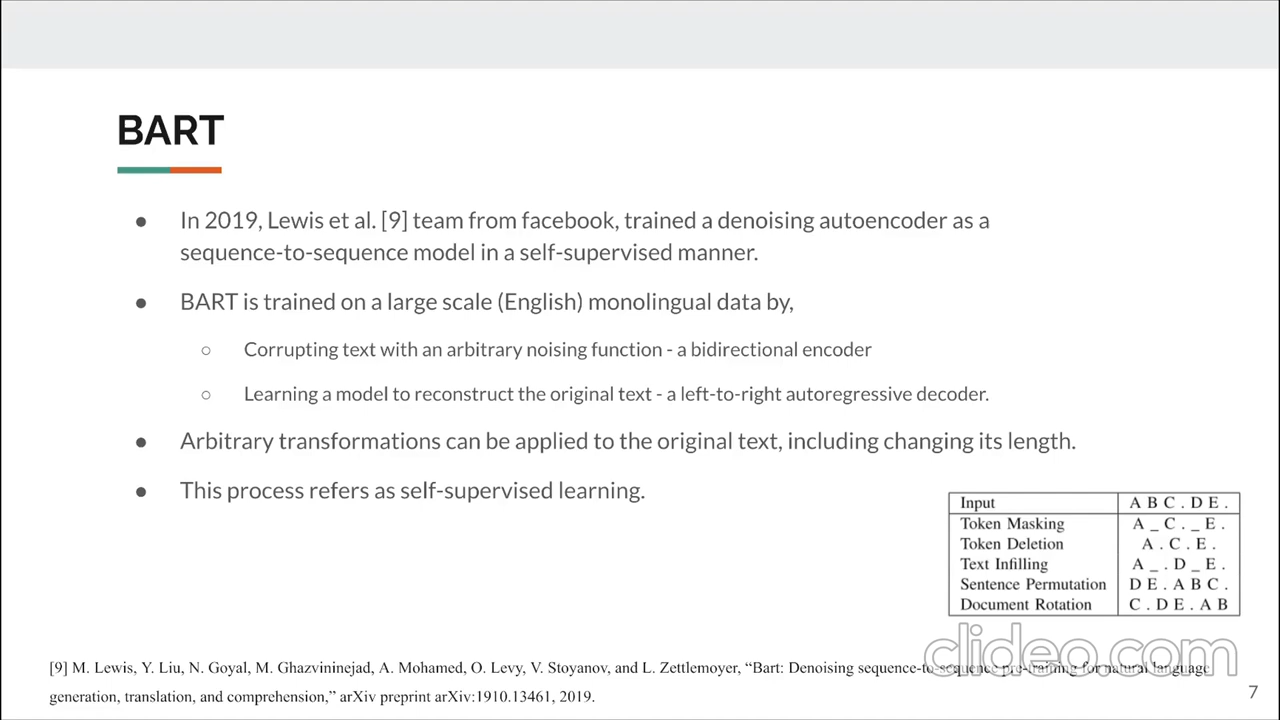 BART
● In 2019, Lewis et al. [9] team from facebook, trained a denoising autoencoder as a
sequence-to-sequence model in a self-supervised manner.
● BART is trained on a large scale (English) monolingual data by,
○ Corrupting text with an arbitrary noising function - a bidirectional encoder
○ Learning a model to reconstruct the original text - a left-to-right autoregressive decoder.
● Arbitrary transformations can be applied to the original text, including changing its length.
● This process refers as self-supervised learning.
Input A B C . D E .
Token Masking A _ C . _ E .
Token Deletion A . C . E .
Text Infilling A _ . D _ E .
Sentence Permutation D E . A B C .
Document Rotation C . D E . A B
clideo.com
[9] M. Lewis, Y. Liu, N. Goyal, M. Ghazvininejad, A. Mohamed, O. Levy, V. Stoyanov, and L. Zettlemoyer, “Bart: Denoising sequence-to-sequence pre-training for natural language
generation, translation, and comprehension,” arXiv preprint arXiv:1910.13461, 2019.
7